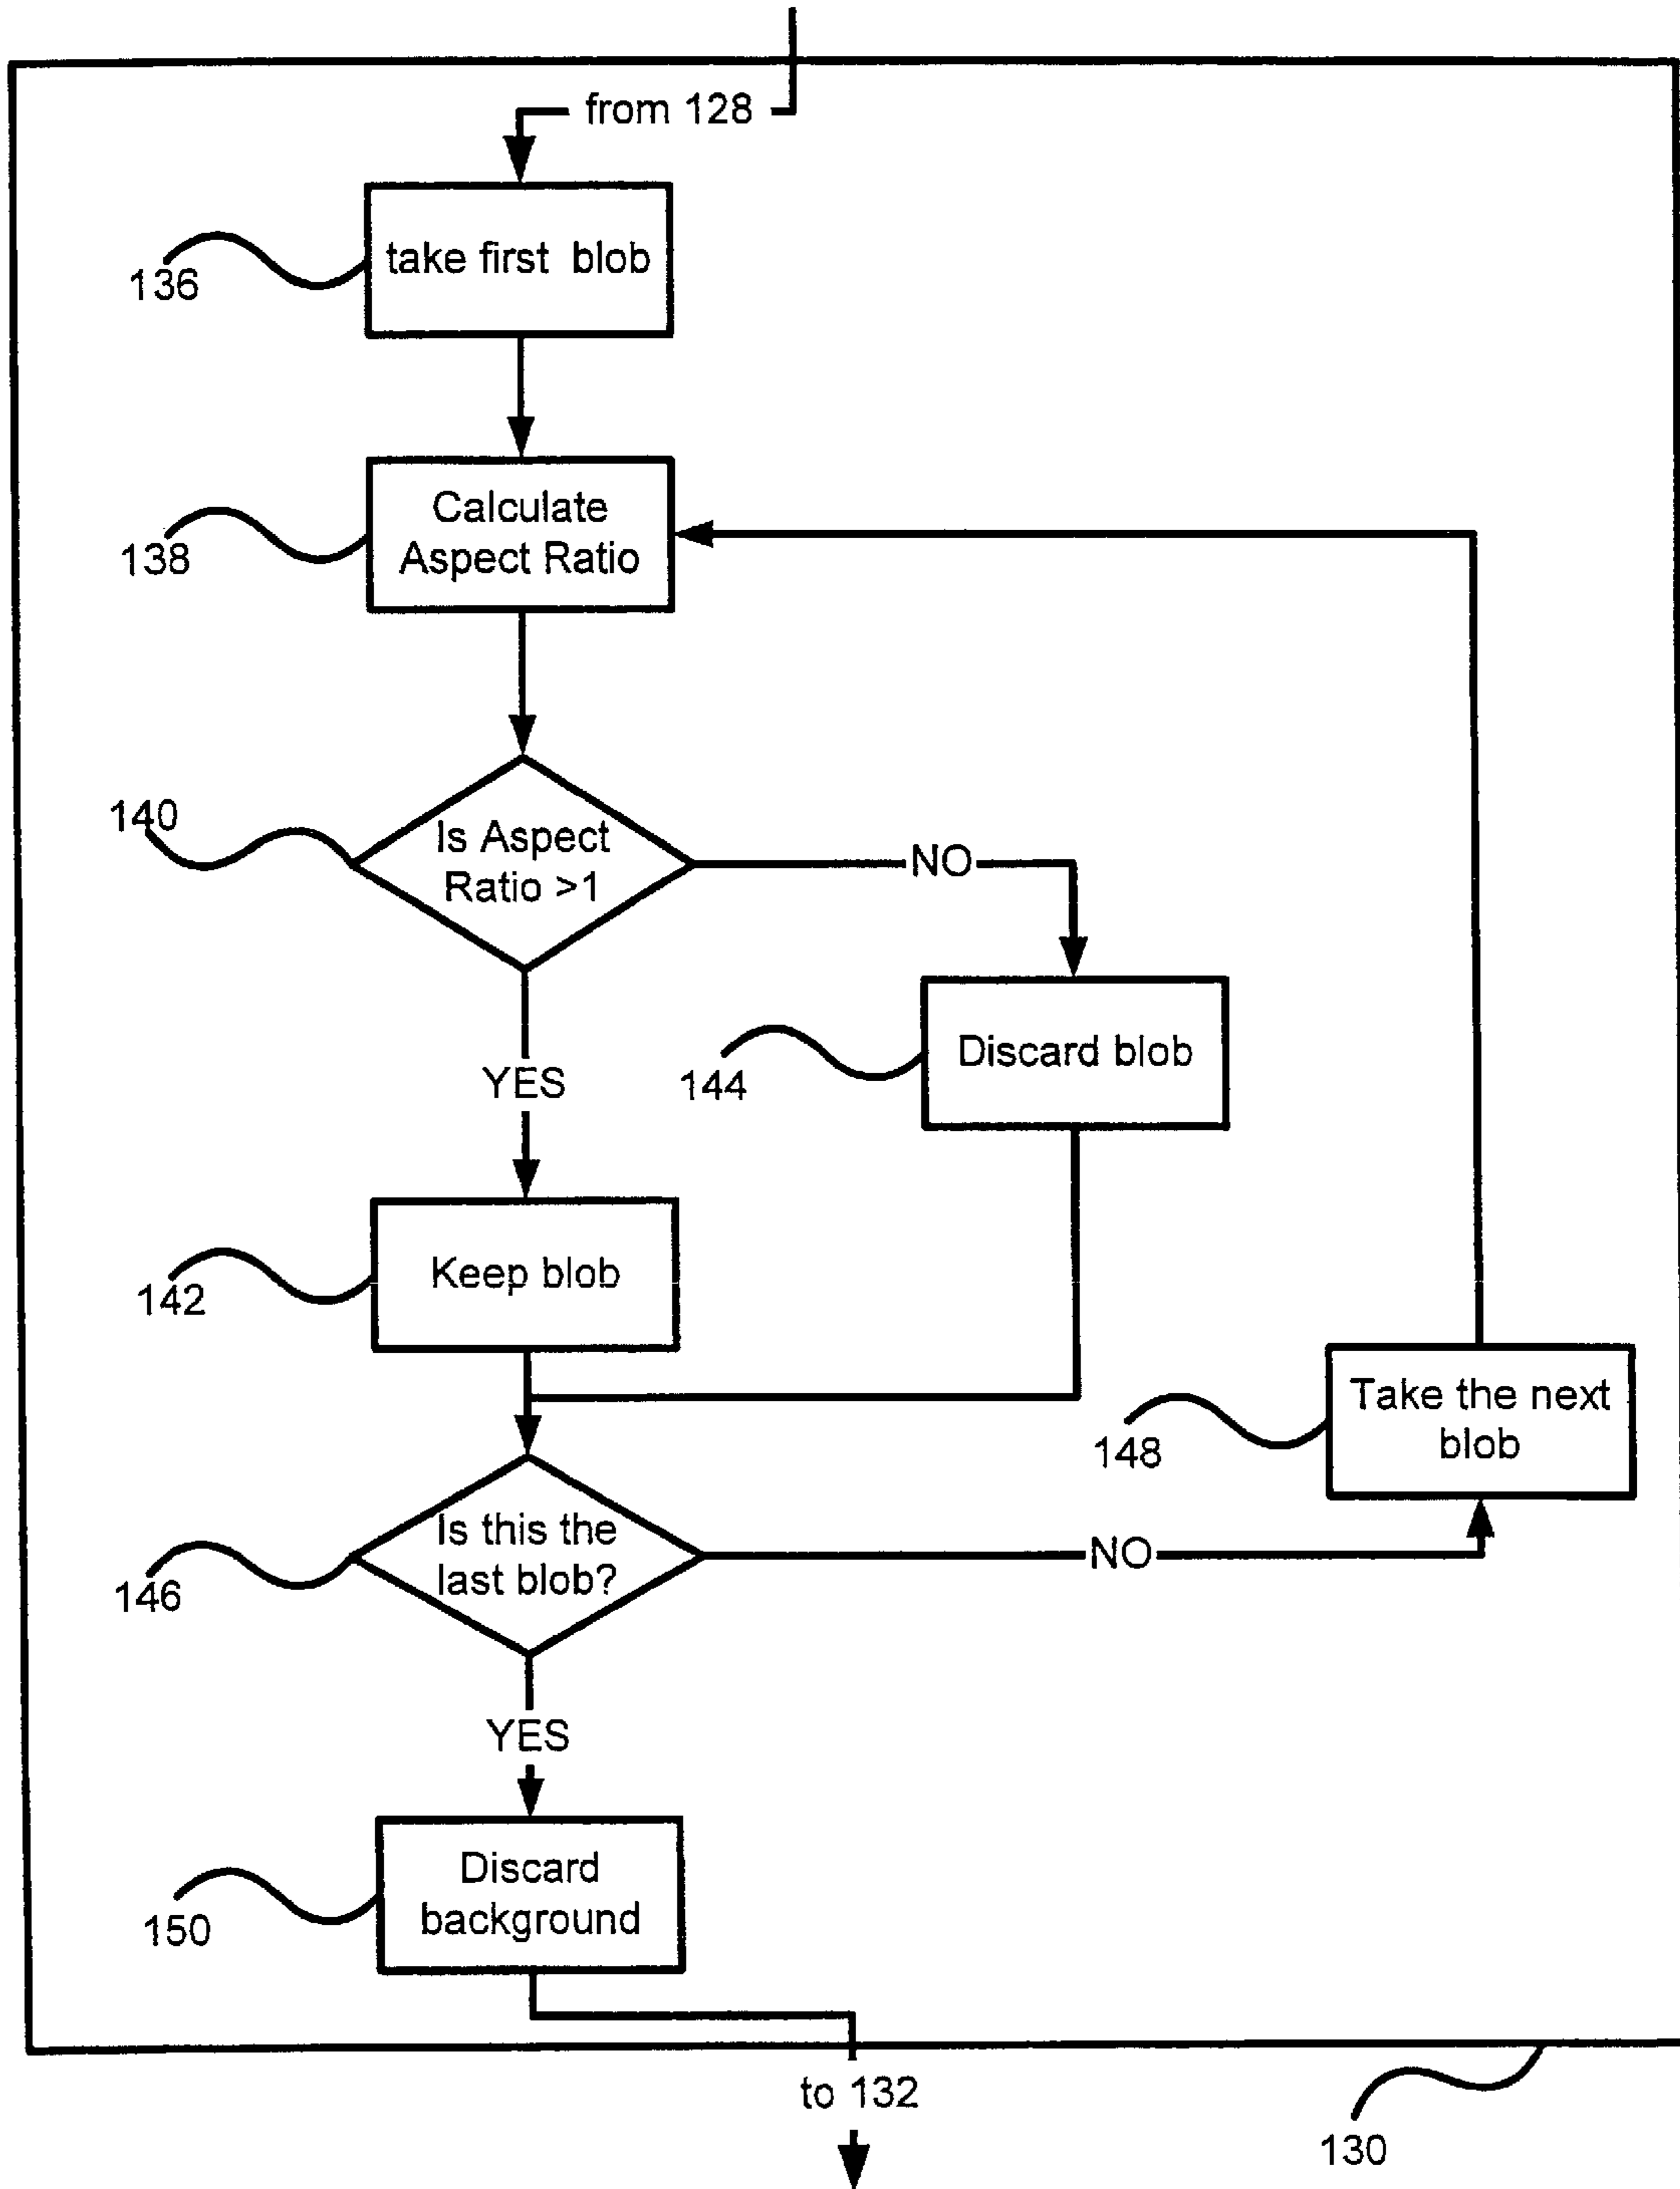 from 128
take first blob
136
Calculate
Aspect Ratio
138
140
Is Aspect
Ratio >1
NO
Discard blob
144
YES
Keep blob
142
Take the next
blob
148
Is this the
last blob?
146
NO
YES
Discard
background
150
to 132
130